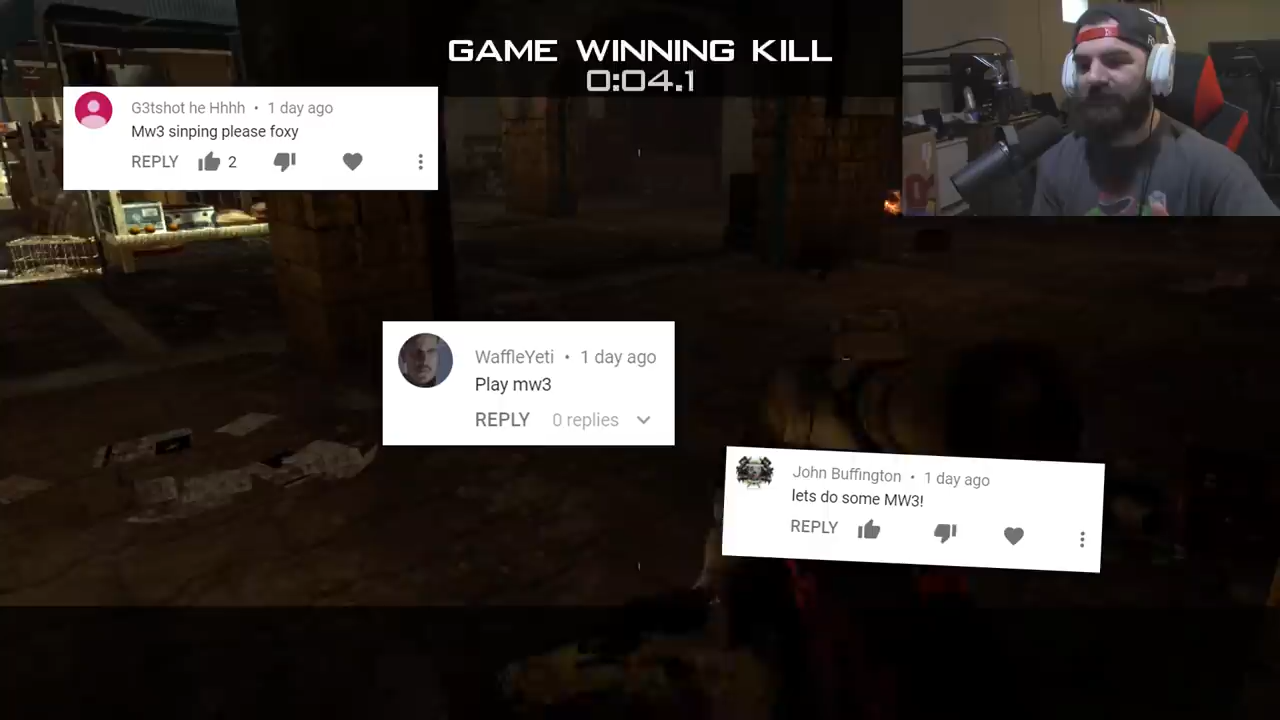 GAME WINNING KILL
0:04.1
G3tshot he Hhhh • 1 day ago
Mw3 sinping please foxy
REPLY 2
WaffleYeti • 1 day ago
Play mw3
REPLY 0 replies
John Buffington • 1 day ago
lets do some MW3!
REPLY